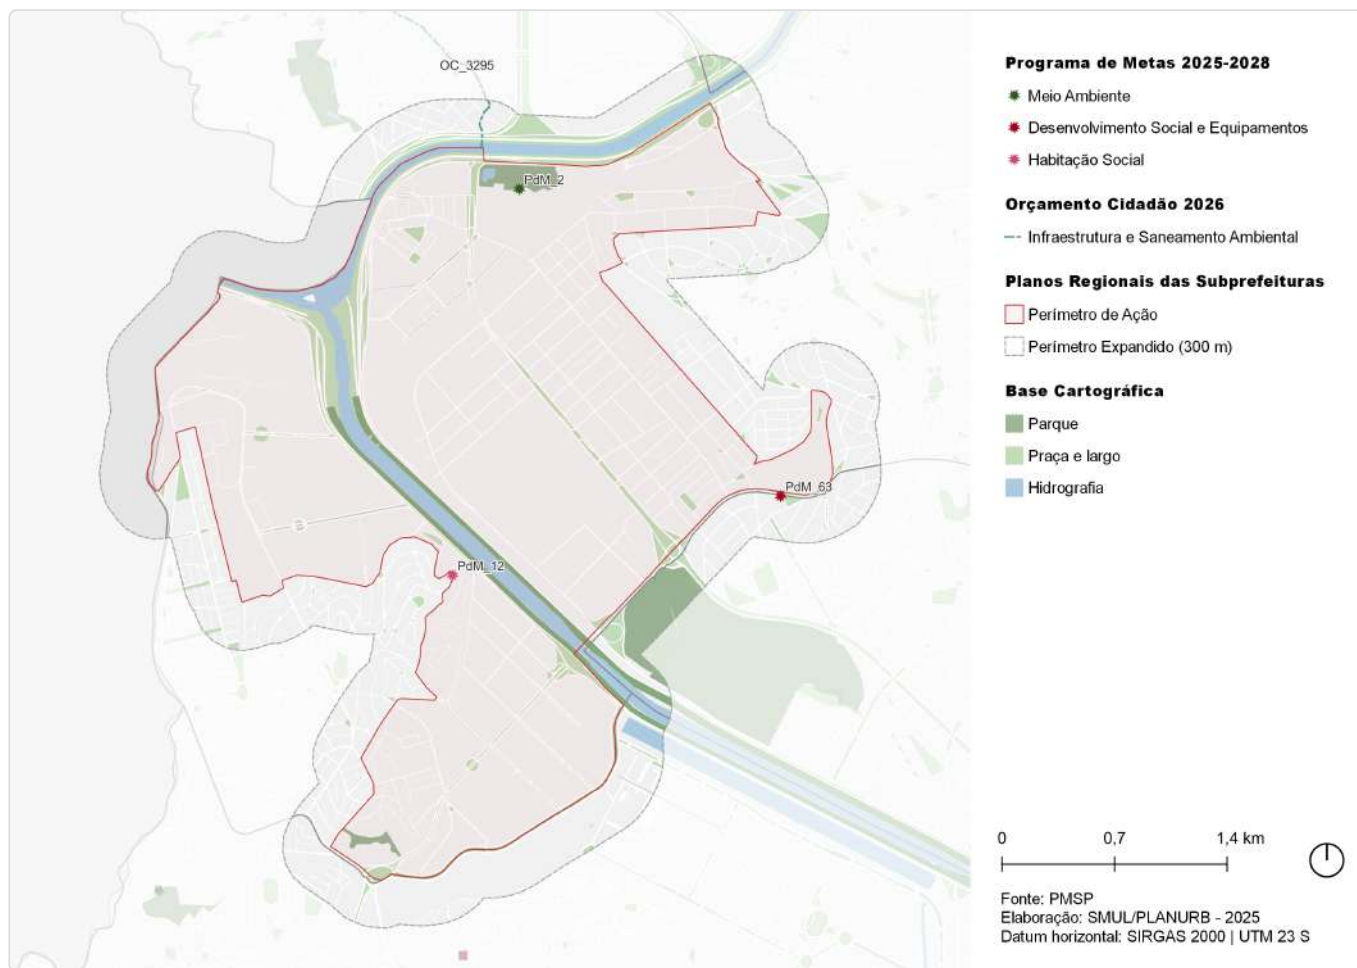 OC_3295
PdM_2
PdM_63
PdM_12
Programa de Metas 2025-2028
Meio Ambiente
Desenvolvimento Social e Equipamentos
Habitação Social
Orçamento Cidadão 2026
Infraestrutura e Saneamento Ambiental
Planos Regionais das Subprefeituras
Perímetro de Ação
Perímetro Expandido (300 m)
Base Cartográfica
Parque
Praça e largo
Hidrografia
0 0,7 1,4 km
Fonte: PMSP
Elaboração: SMUL/PLANURB - 2025
Datum horizontal: SIRGAS 2000 | UTM 23 S